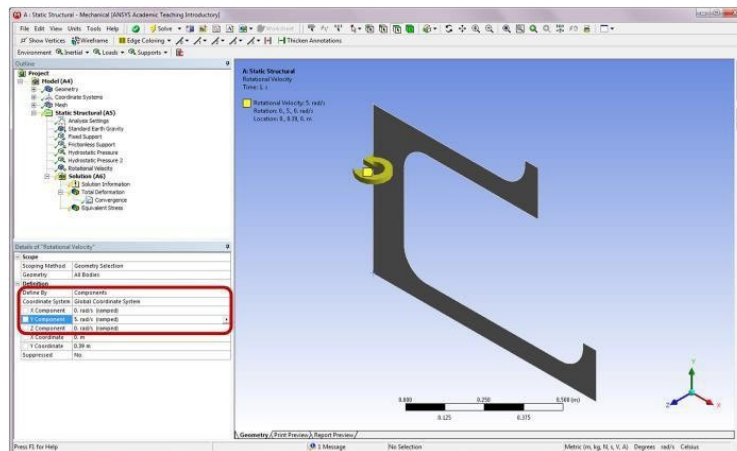 A : Static Structural - Mechanical [ANSYS Academic Teaching Introductory]
File Edit View Units Tools Help Solve
Show Vertices Wireframe Edge Coloring Thicken Annotations
Environment Inertial Loads Supports
Outline
Project
Model (A4)
Geometry
Coordinate Systems
Mesh
Static Structural (A5)
Analysis Settings
Standard Earth Gravity
Fixed Support
Frictionless Support
Hydrostatic Pressure
Hydrostatic Pressure 2
Rotational Velocity
Solution (A6)
Solution Information
Total Deformation
Convergence
Equivalent Stress
A: Static Structural
Rotational Velocity
Time: 1. s
Rotational Velocity: 5. rad/s
Rotation: 0., 5., 0. rad/s
Location: 0., 0.39, 0. m
Details of "Rotational Velocity"
Scope
Scoping Method Geometry Selection
Geometry All Bodies
Definition
Define By Components
Coordinate System Global Coordinate System
X Component 0. rad/s (ramped)
Y Component 5. rad/s (ramped)
Z Component 0. rad/s (ramped)
X Coordinate 0. m
Y Coordinate 0.39 m
Suppressed No
0.000 0.250 0.500 (m)
0.125 0.375
Y
Z X
Geometry Print Preview Report Preview
Press F1 for Help 1 Message No Selection Metric (m, kg, N, s, V, A) Degrees rad/s Celsius